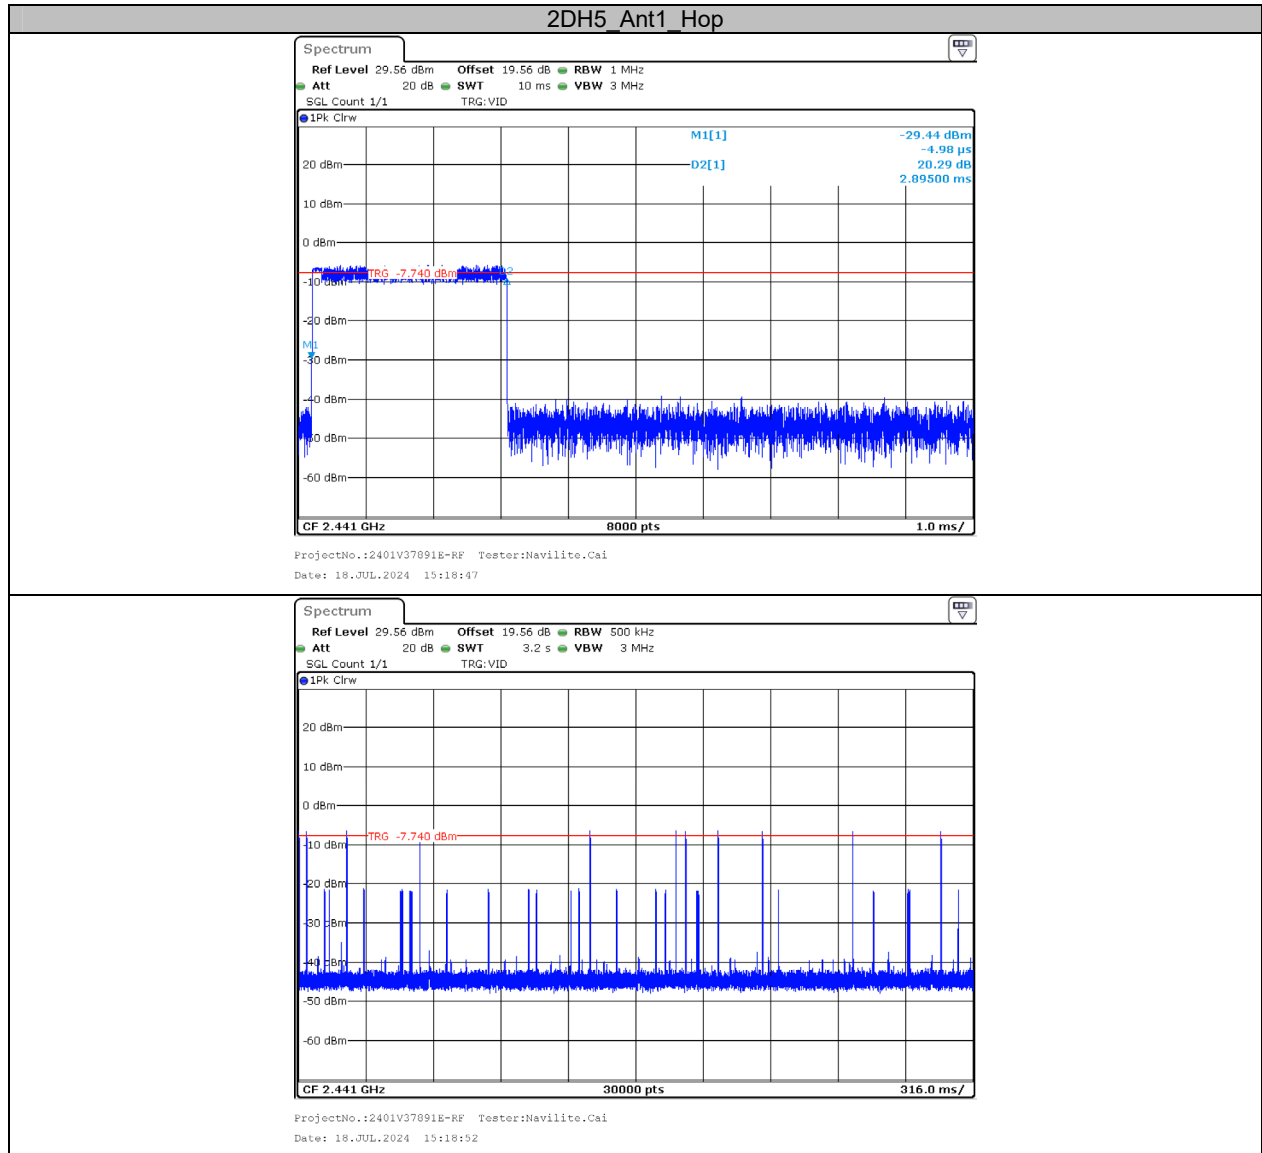 2DH5_Ant1_Hop
Spectrum
Ref Level 29.56 dBm Offset 19.56 dB RBW 1 MHz
Att 20 dB SWT 10 ms VBW 3 MHz
SGL Count 1/1 TRG:VID
1Pk Clrw
M1[1] -29.44 dBm
-4.98 µs
20 dBm D2[1] 20.29 dB
2.89500 ms
10 dBm
0 dBm
TRG -7.740 dBm
-10 dBm
-20 dBm
M1
-30 dBm
-40 dBm
-50 dBm
-60 dBm
CF 2.441 GHz 8000 pts 1.0 ms/
ProjectNo.:2401V37891E-RF Tester:Navilite.Cai
Date: 18.JUL.2024 15:18:47
Spectrum
Ref Level 29.56 dBm Offset 19.56 dB RBW 500 kHz
Att 20 dB SWT 3.2 s VBW 3 MHz
SGL Count 1/1 TRG:VID
1Pk Clrw
20 dBm
10 dBm
0 dBm
TRG -7.740 dBm
-10 dBm
-20 dBm
-30 dBm
-40 dBm
-50 dBm
-60 dBm
CF 2.441 GHz 30000 pts 316.0 ms/
ProjectNo.:2401V37891E-RF Tester:Navilite.Cai
Date: 18.JUL.2024 15:18:52